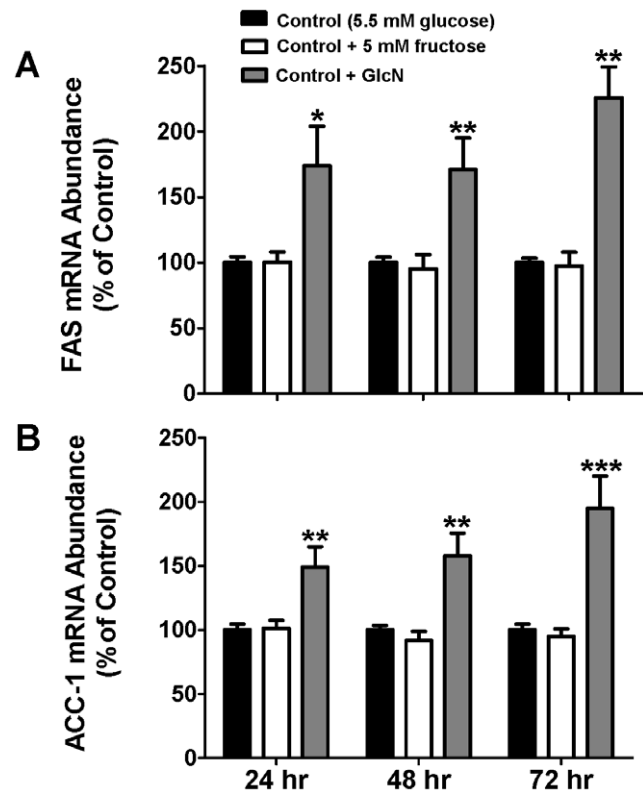 Control (5.5 mM glucose)
Control + 5 mM fructose
Control + GlcN
A
FAS mRNA Abundance
(% of Control)
250
200
150
100
50
0
*
**
**
B
ACC-1 mRNA Abundance
(% of Control)
250
200
150
100
50
0
**
**
***
24 hr 48 hr 72 hr